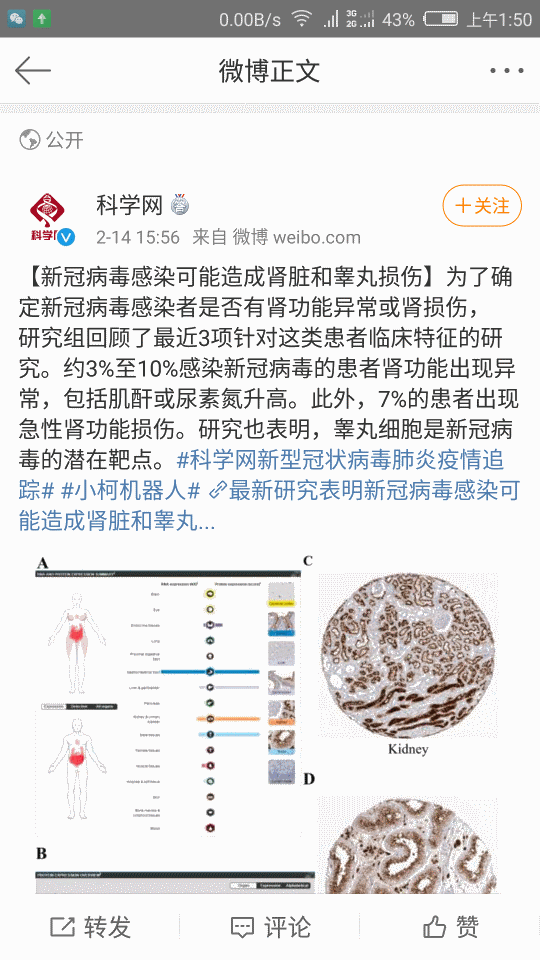 0.00B/s 3G 2G 43% 上午1:50
微博正文
公开
科学网
+关注
2-14 15:56 来自 微博 weibo.com
【新冠病毒感染可能造成肾脏和睾丸损伤】为了确
定新冠病毒感染者是否有肾功能异常或肾损伤，
研究组回顾了最近3项针对这类患者临床特征的研
究。约3%至10%感染新冠病毒的患者肾功能出现异
常，包括肌酐或尿素氮升高。此外，7%的患者出现
急性肾功能损伤。研究也表明，睾丸细胞是新冠病
毒的潜在靶点。#科学网新型冠状病毒肺炎疫情追
踪# #小柯机器人# 最新研究表明新冠病毒感染可
能造成肾脏和睾丸...
A
C
Brain
Eye
Endocrine tissues
Lung
Liver & gallbladder
Pancreas
Kidney
D
B
转发
评论
赞